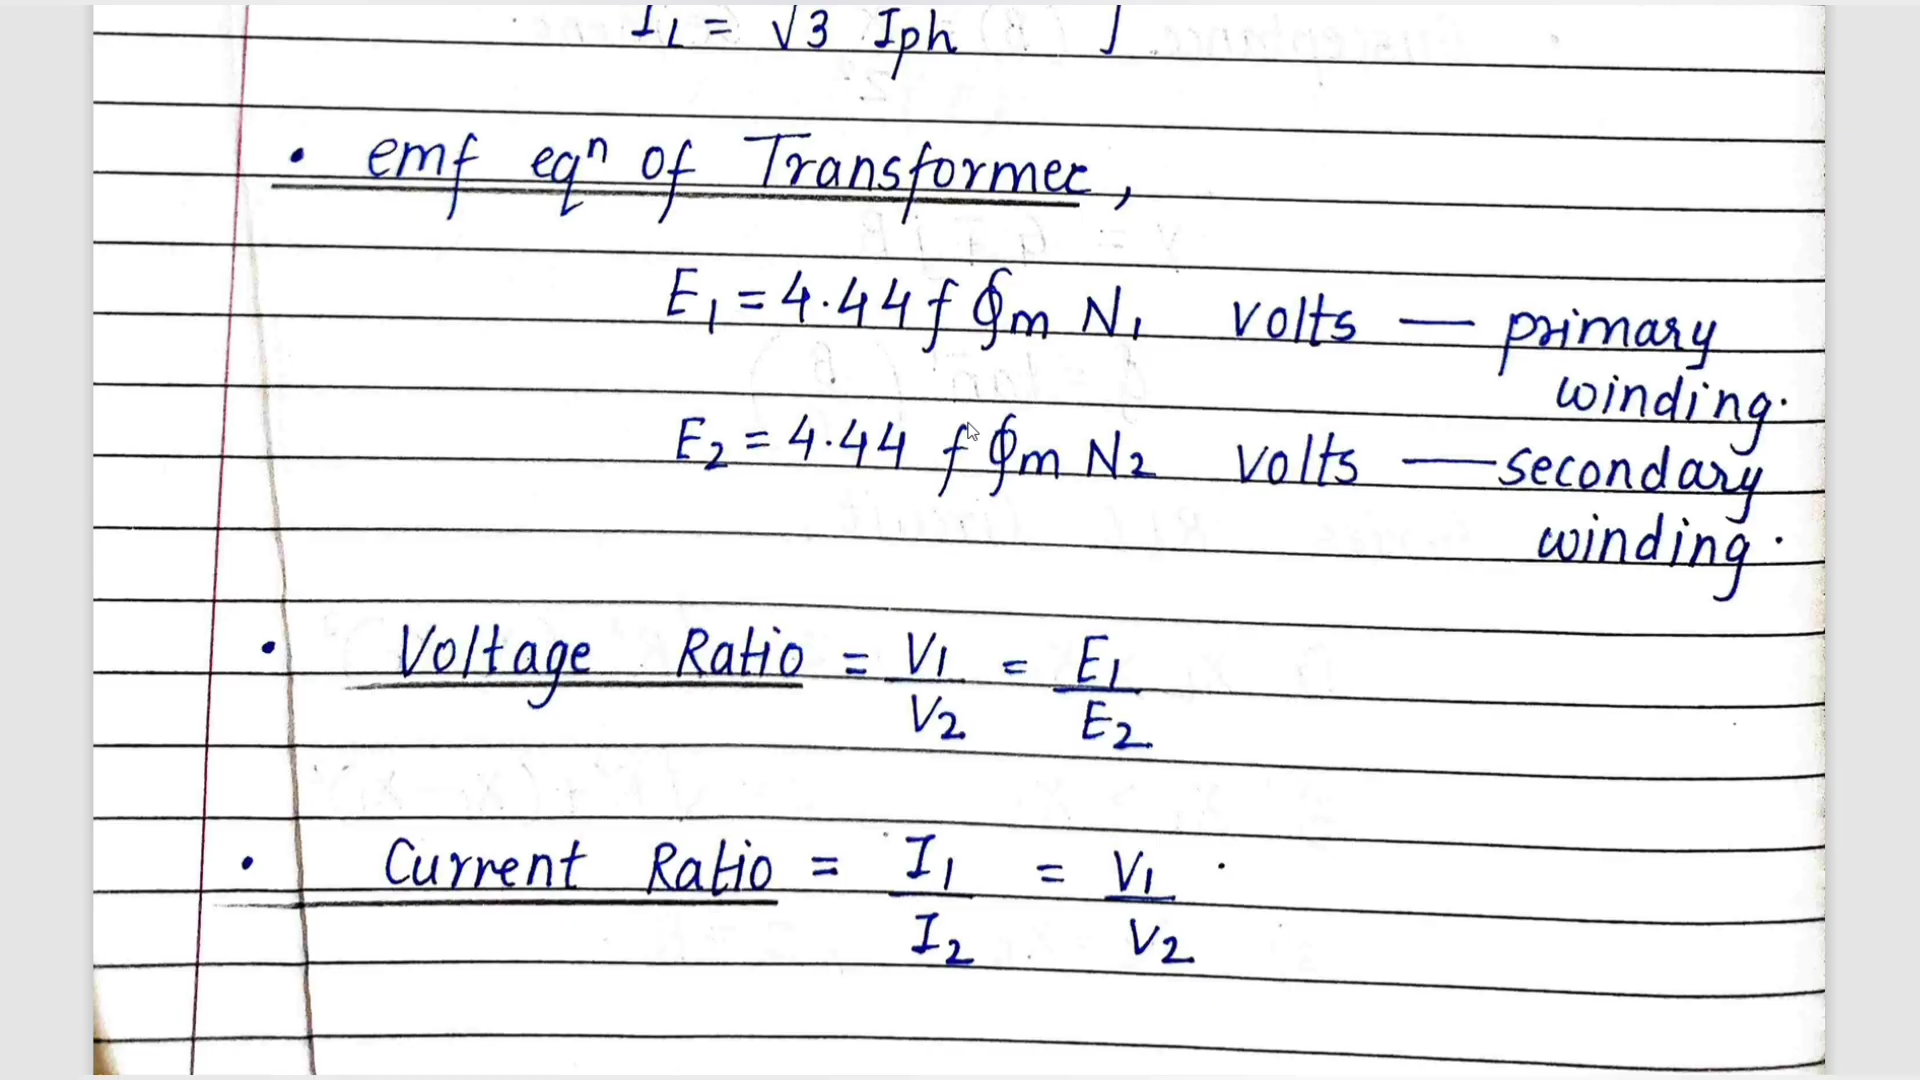 IL = √3 Iph ]
• emf eqⁿ of Transformer,
E₁ = 4.44 f ϕm N₁ volts — primary
winding.
E₂ = 4.44 f ϕm N₂ volts — secondary
winding.
• Voltage Ratio = V₁/V₂ = E₁/E₂
• Current Ratio = I₁/I₂ = V₁/V₂ .